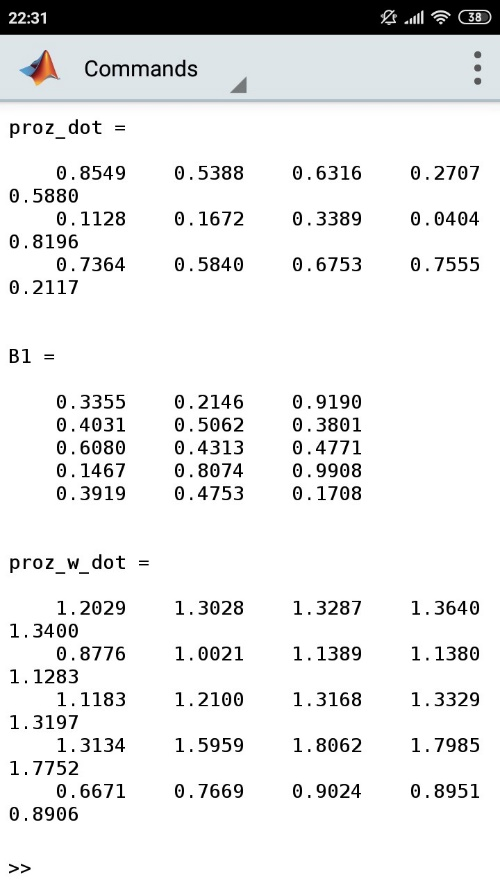 22:31 38
Commands
proz_dot =
0.8549 0.5388 0.6316 0.2707
0.5880
0.1128 0.1672 0.3389 0.0404
0.8196
0.7364 0.5840 0.6753 0.7555
0.2117
B1 =
0.3355 0.2146 0.9190
0.4031 0.5062 0.3801
0.6080 0.4313 0.4771
0.1467 0.8074 0.9908
0.3919 0.4753 0.1708
proz_w_dot =
1.2029 1.3028 1.3287 1.3640
1.3400
0.8776 1.0021 1.1389 1.1380
1.1283
1.1183 1.2100 1.3168 1.3329
1.3197
1.3134 1.5959 1.8062 1.7985
1.7752
0.6671 0.7669 0.9024 0.8951
0.8906
>>